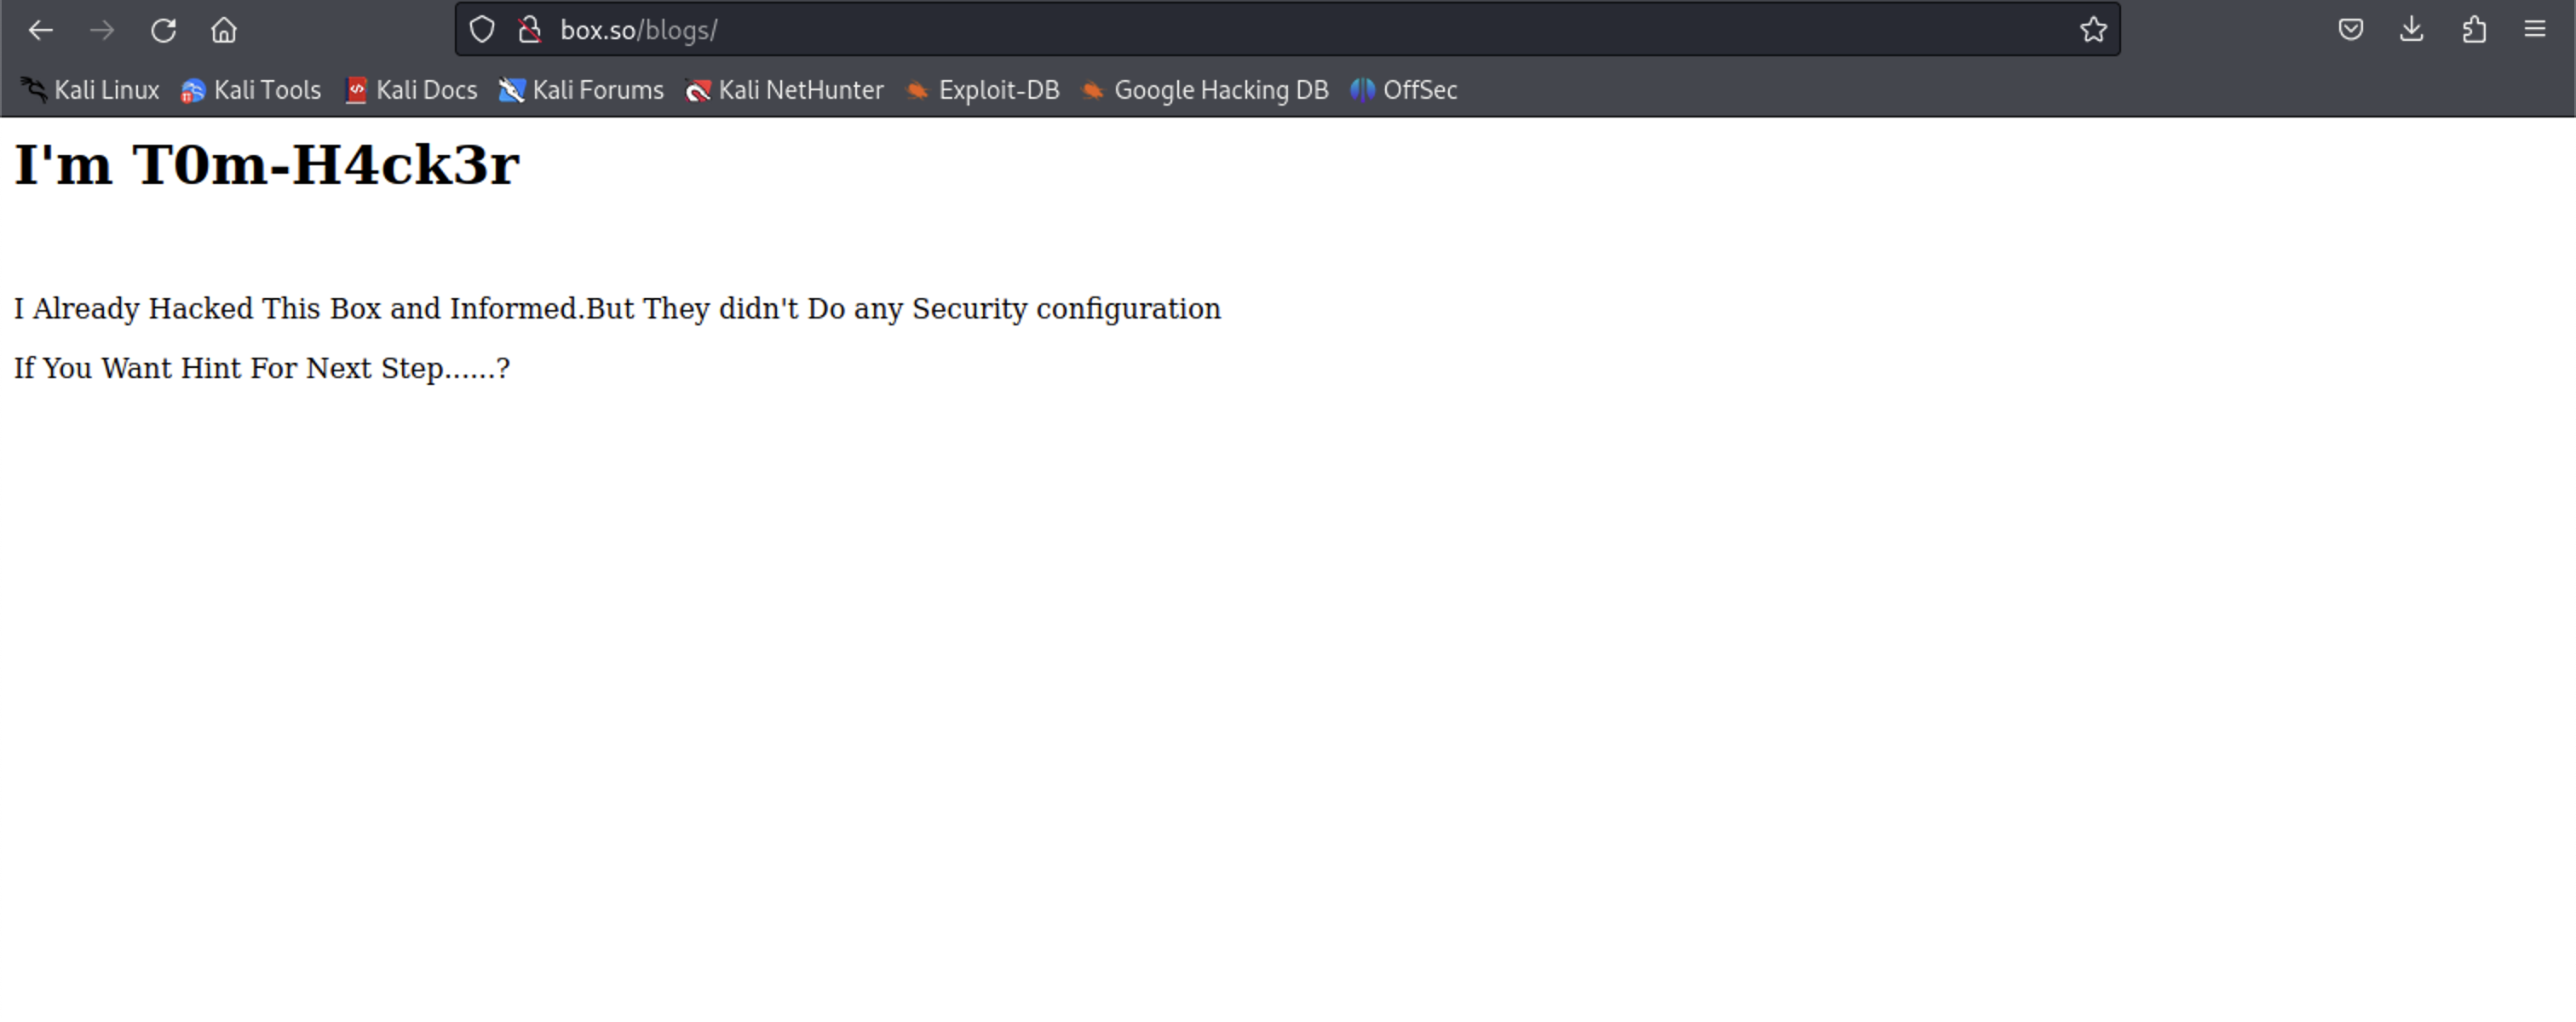 box.so/blogs/
Kali Linux Kali Tools Kali Docs Kali Forums Kali NetHunter Exploit-DB Google Hacking DB OffSec
I'm T0m-H4ck3r
I Already Hacked This Box and Informed.But They didn't Do any Security configuration
If You Want Hint For Next Step......?